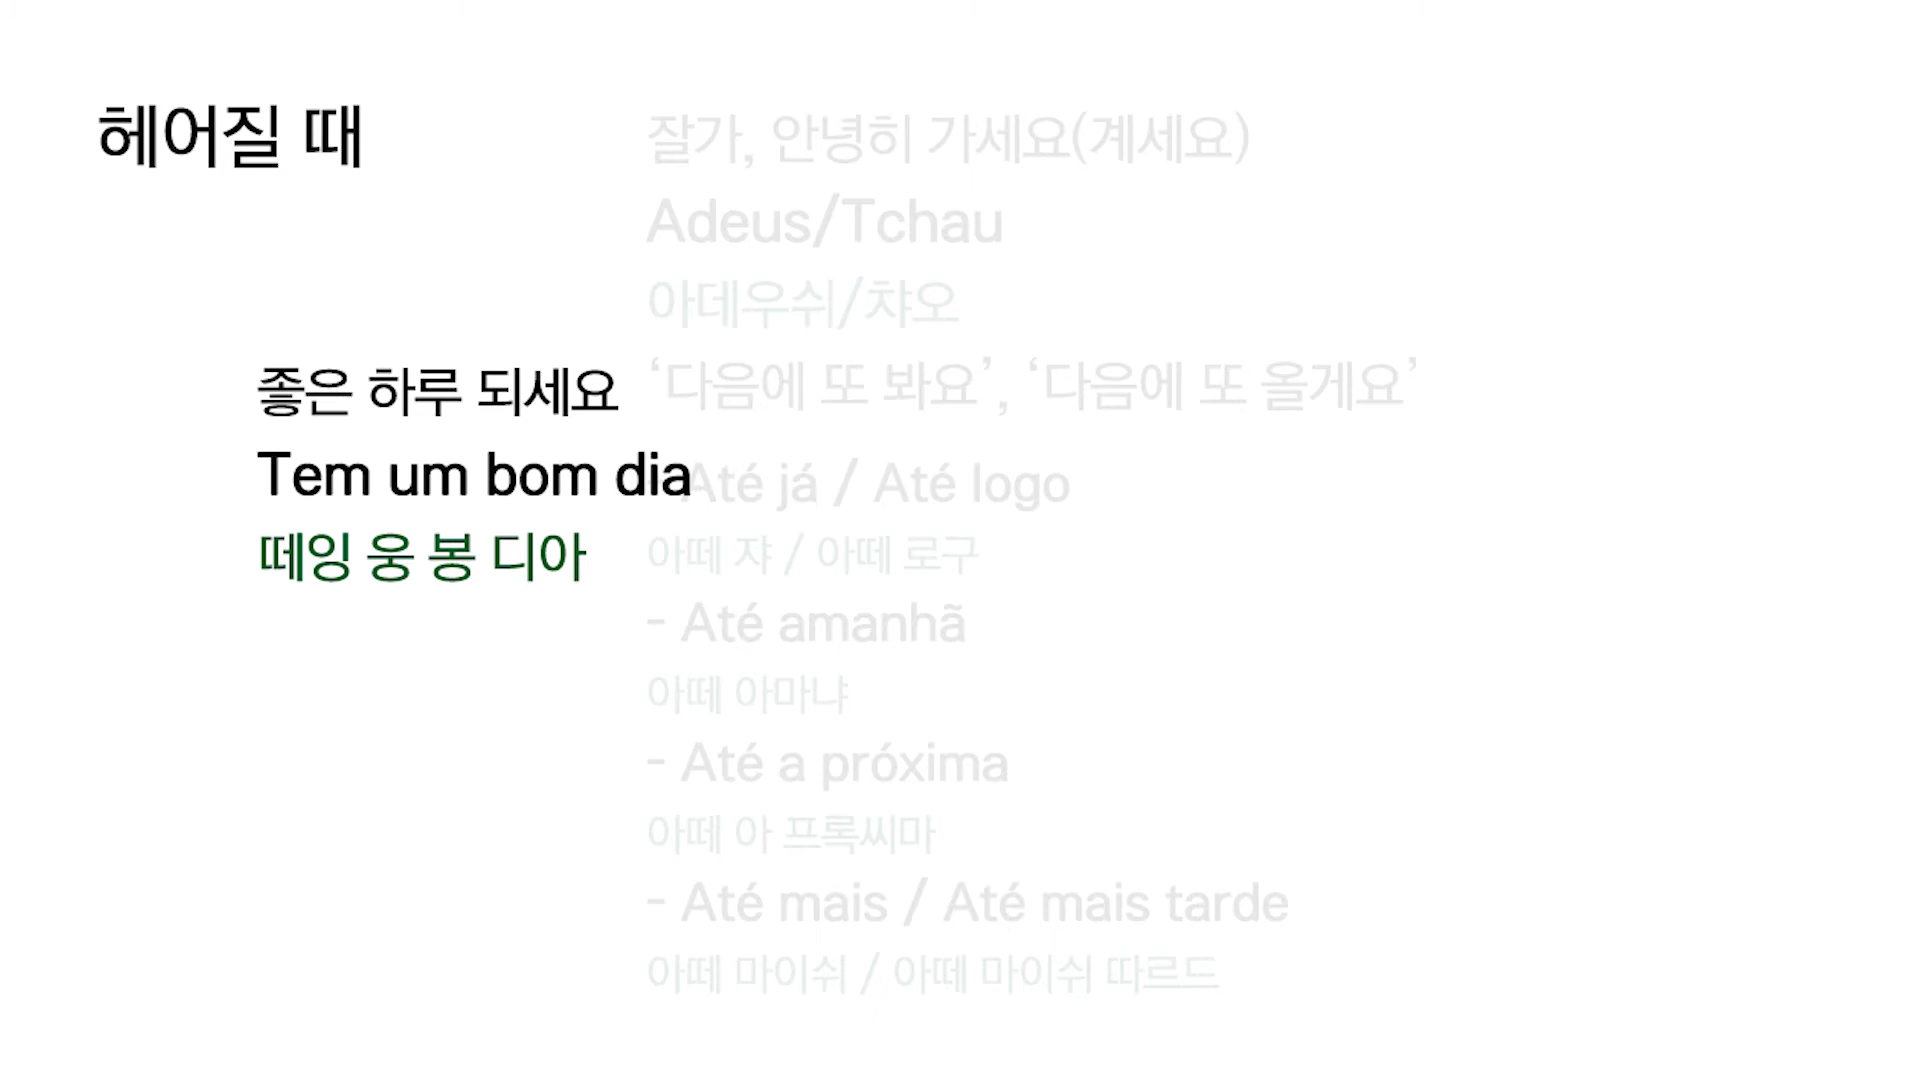 헤어질 때
좋은 하루 되세요
Tem um bom dia
떼잉 웅 봉 디아
잘가, 안녕히 가세요(계세요)
Adeus/Tchau
아데우쉬/챠오
‘다음에 또 봐요’, ‘다음에 또 올게요’
Até já / Até logo
아떼 쟈 / 아떼 로구
- Até amanhã
아떼 아마냐
- Até a próxima
아떼 아 프록씨마
- Até mais / Até mais tarde
아떼 마이쉬 / 아떼 마이쉬 따르드